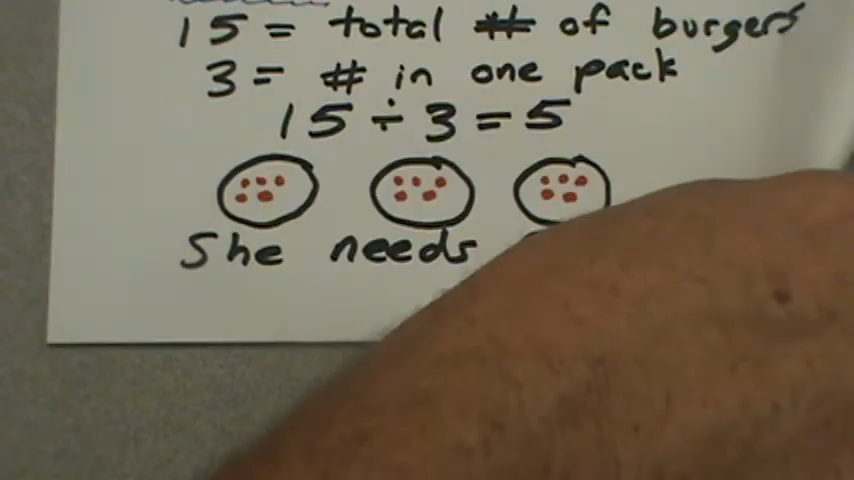 15 = total # of burgers
3 = # in one pack
15 ÷ 3 = 5
She needs